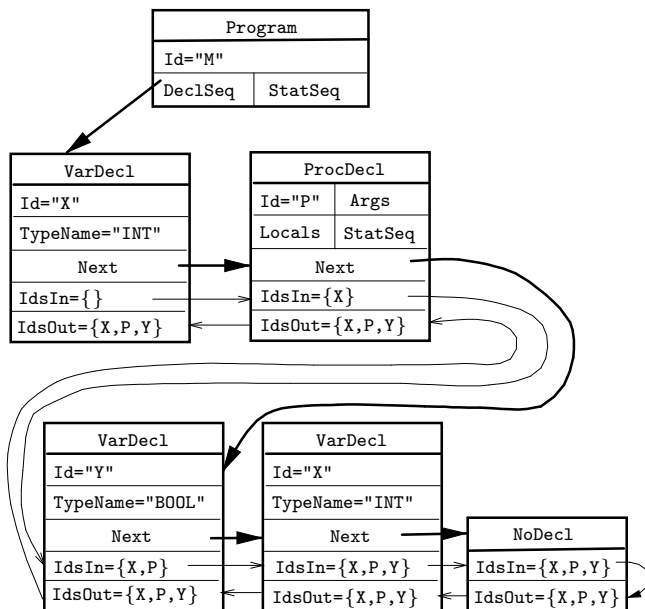 Program
Id="M"
DeclSeq StatSeq
VarDecl
Id="X"
TypeName="INT"
Next
IdsIn={}
IdsOut={X,P,Y}
ProcDecl
Id="P" Args
Locals StatSeq
Next
IdsIn={X}
IdsOut={X,P,Y}
VarDecl
Id="Y"
TypeName="BOOL"
Next
IdsIn={X,P}
IdsOut={X,P,Y}
VarDecl
Id="X"
TypeName="INT"
Next
IdsIn={X,P,Y}
IdsOut={X,P,Y}
NoDecl
IdsIn={X,P,Y}
IdsOut={X,P,Y}